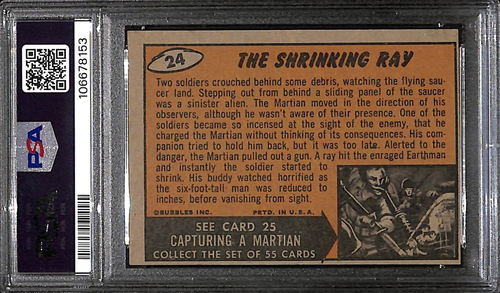 PSA
106678153
24 THE SHRINKING RAY
Two soldiers crouched behind some debris, watching the flying sau-
cer land. Stepping out from behind a sliding panel of the saucer
was a sinister alien. The Martian moved in the direction of his
observers, although he wasn't aware of their presence. One of the
soldiers became so incensed at the sight of the enemy, that he
charged the Martian without thinking of its consequences. His com
panion tried to hold him back, but it was too late. Alerted to the
danger, the Martian pulled out a gun. A ray hit the enraged Earthman
and instantly the soldier started to
shrink. His buddy watched horrified as
the six-foot-tall man was reduced to
inches, before vanishing from sight.
©BUBBLES INC. PRTD. IN U.S.A.
SEE CARD 25
CAPTURING A MARTIAN
COLLECT THE SET OF 55 CARDS